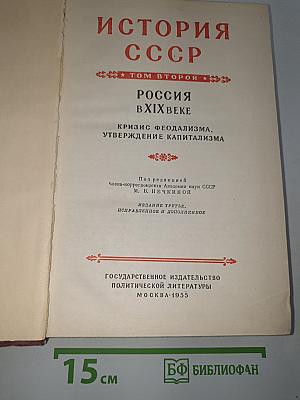 ИСТОРИЯ
СССР
ТОМ ВТОРОЙ
РОССИЯ
В XIX ВЕКЕ
КРИЗИС ФЕОДАЛИЗМА.
УТВЕРЖДЕНИЕ КАПИТАЛИЗМА
Под редакцией
члена-корреспондента Академии наук СССР
М. В. НЕЧКИНОЙ
ИЗДАНИЕ ТРЕТЬЕ,
ИСПРАВЛЕННОЕ И ДОПОЛНЕННОЕ
ГОСУДАРСТВЕННОЕ ИЗДАТЕЛЬСТВО
ПОЛИТИЧЕСКОЙ ЛИТЕРАТУРЫ
МОСКВА • 1955
15 см
БФ БИБЛИОФАН